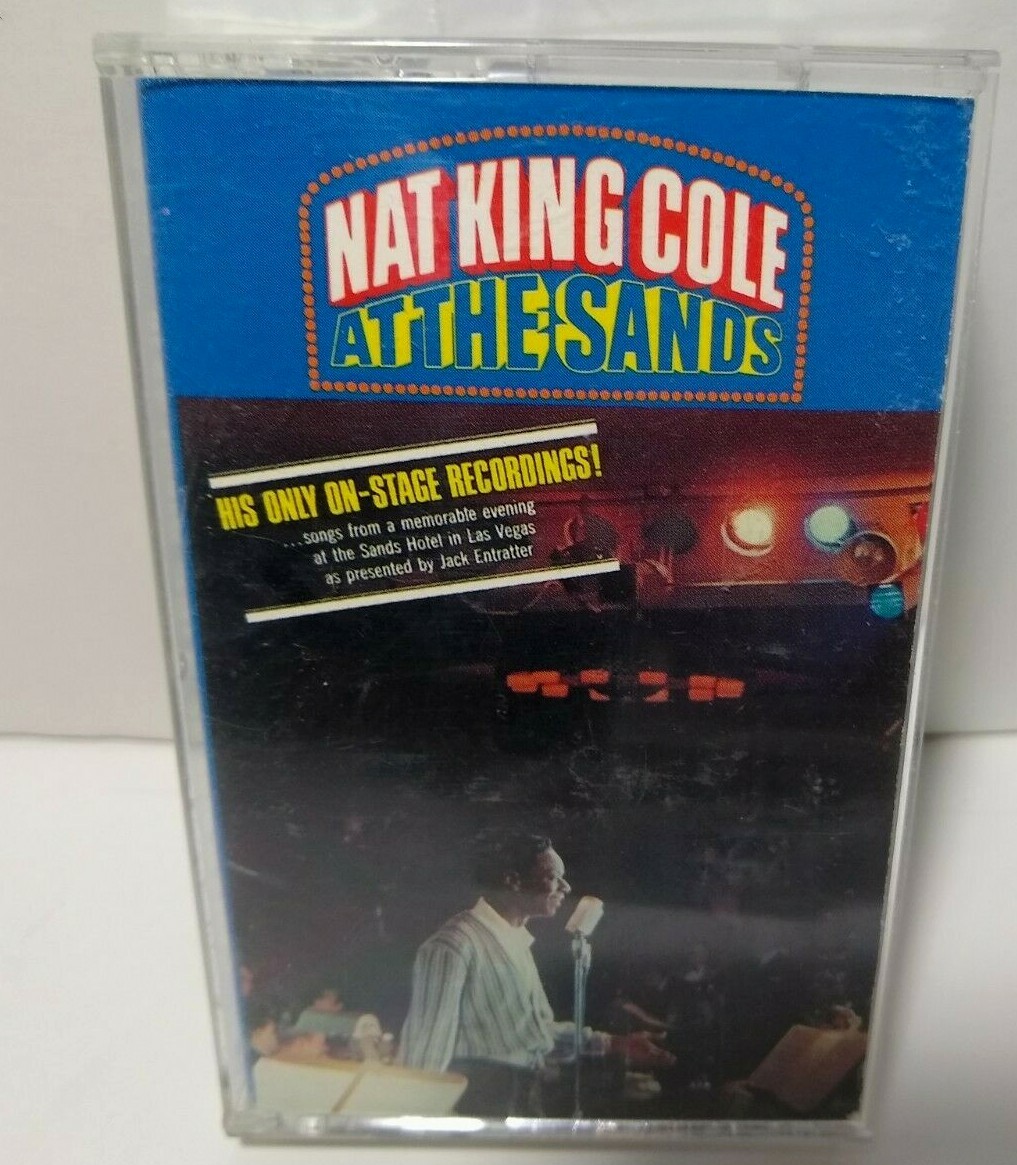 NAT KING COLE
AT THE SANDS
HIS ONLY ON-STAGE RECORDINGS!
...songs from a memorable evening
at the Sands Hotel in Las Vegas
as presented by Jack Entratter